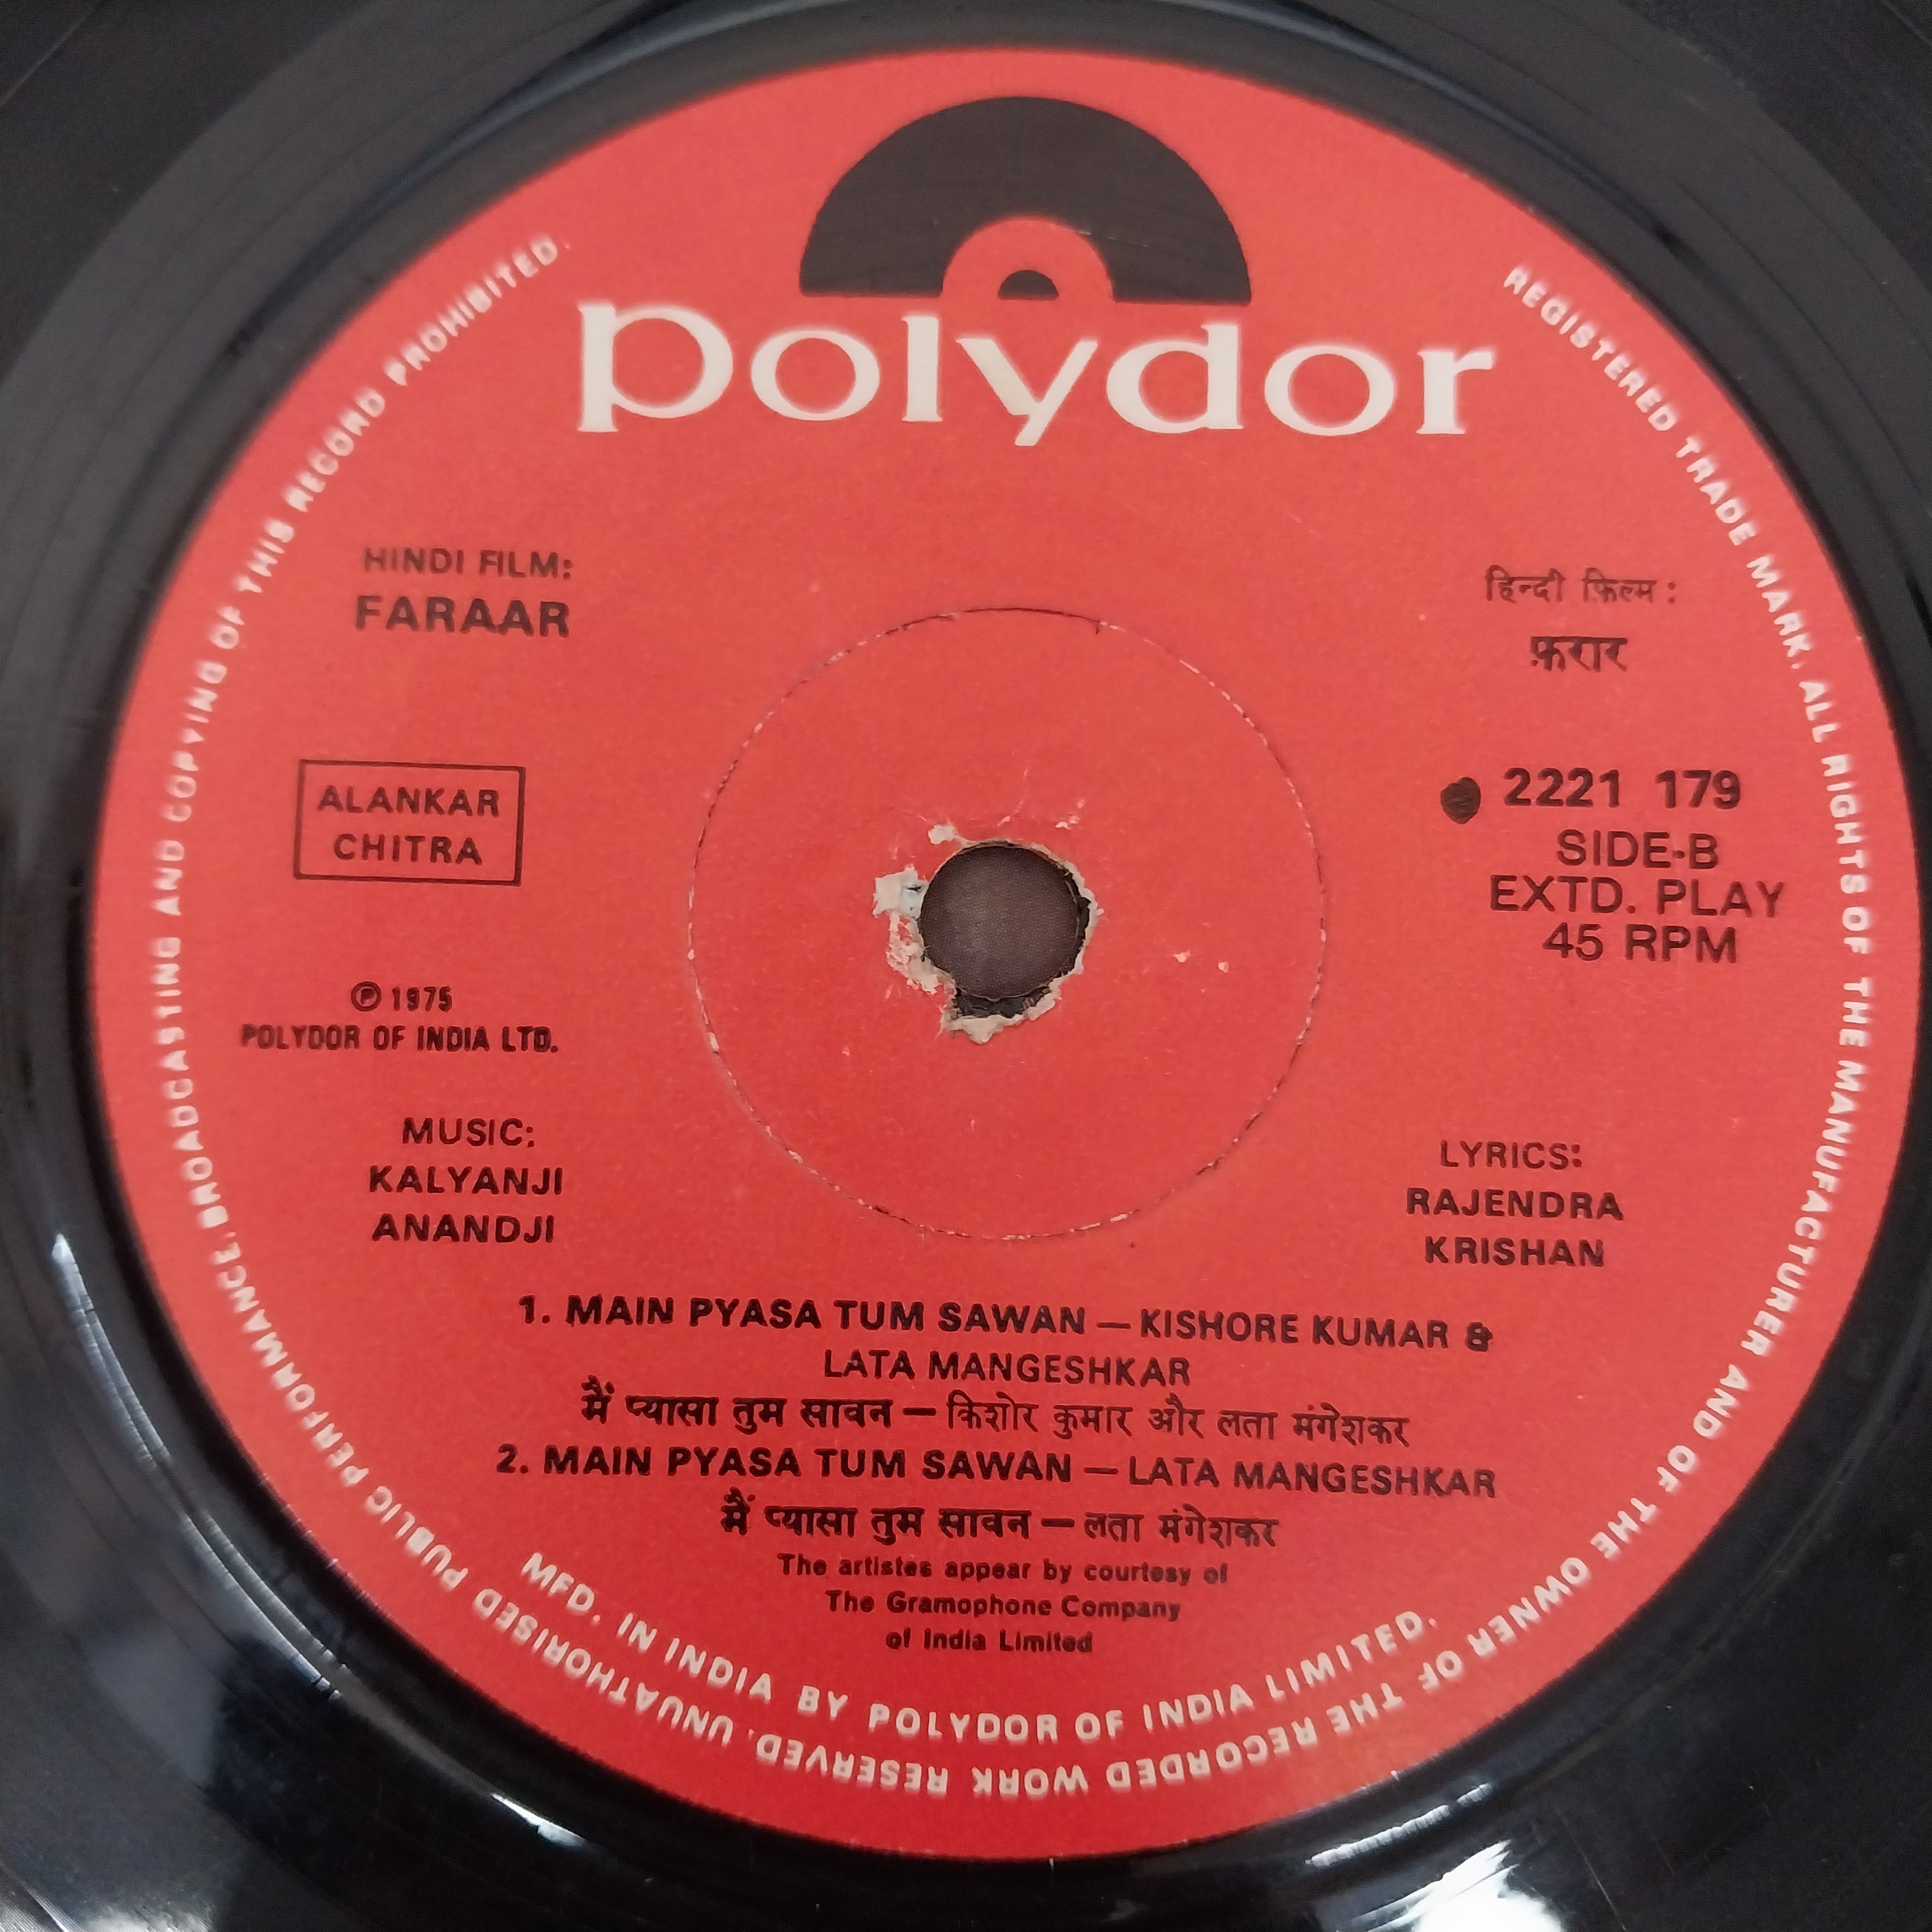 polydor
HINDI FILM:
FARAAR
हिन्दी फ़िल्म :
फ़रार
ALANKAR
CHITRA
2221 179
SIDE-B
EXTD. PLAY
45 RPM
℗ 1975
POLYDOR OF INDIA LTD.
MUSIC:
KALYANJI
ANANDJI
LYRICS:
RAJENDRA
KRISHAN
1. MAIN PYASA TUM SAWAN — KISHORE KUMAR &
LATA MANGESHKAR
मैं प्यासा तुम सावन — किशोर कुमार और लता मंगेशकर
2. MAIN PYASA TUM SAWAN — LATA MANGESHKAR
मैं प्यासा तुम सावन — लता मंगेशकर
The artistes appear by courtesy of
The Gramophone Company
of India Limited
MFD. IN INDIA BY POLYDOR OF INDIA LIMITED.
REGISTERED TRADE MARK. ALL RIGHTS OF THE MANUFACTURER AND OF THE OWNER OF THE RECORDED WORK RESERVED. UNUATHORISED PUBLIC PERFORMANCE, BROADCASTING AND COPYING OF THIS RECORD PROHIBITED.